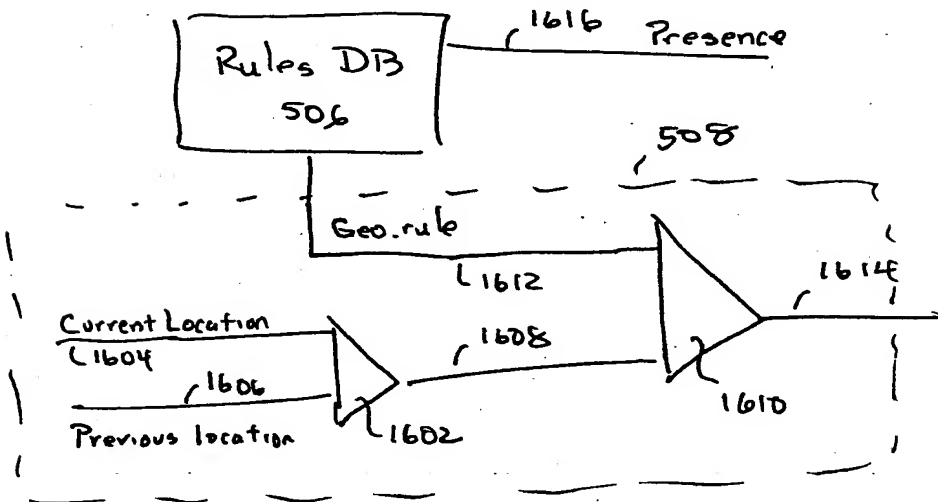 1616
Presence
Rules DB
506
508
Geo.rule
1612
1614
Current Location
1604
1608
1606
1610
Previous location
1602